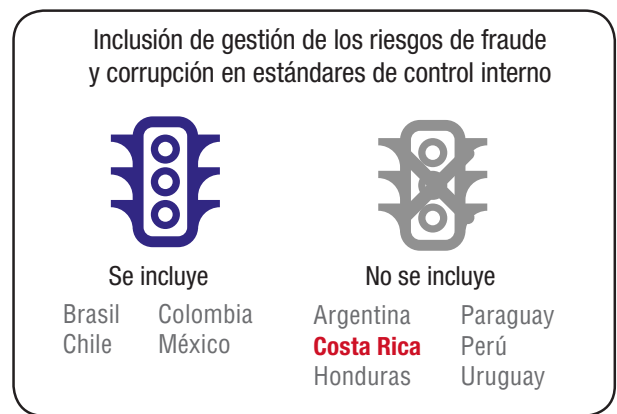 Inclusión de gestión de los riesgos de fraude
y corrupción en estándares de control interno
Se incluye
Brasil Colombia
Chile México
No se incluye
Argentina Paraguay
Costa Rica Perú
Honduras Uruguay